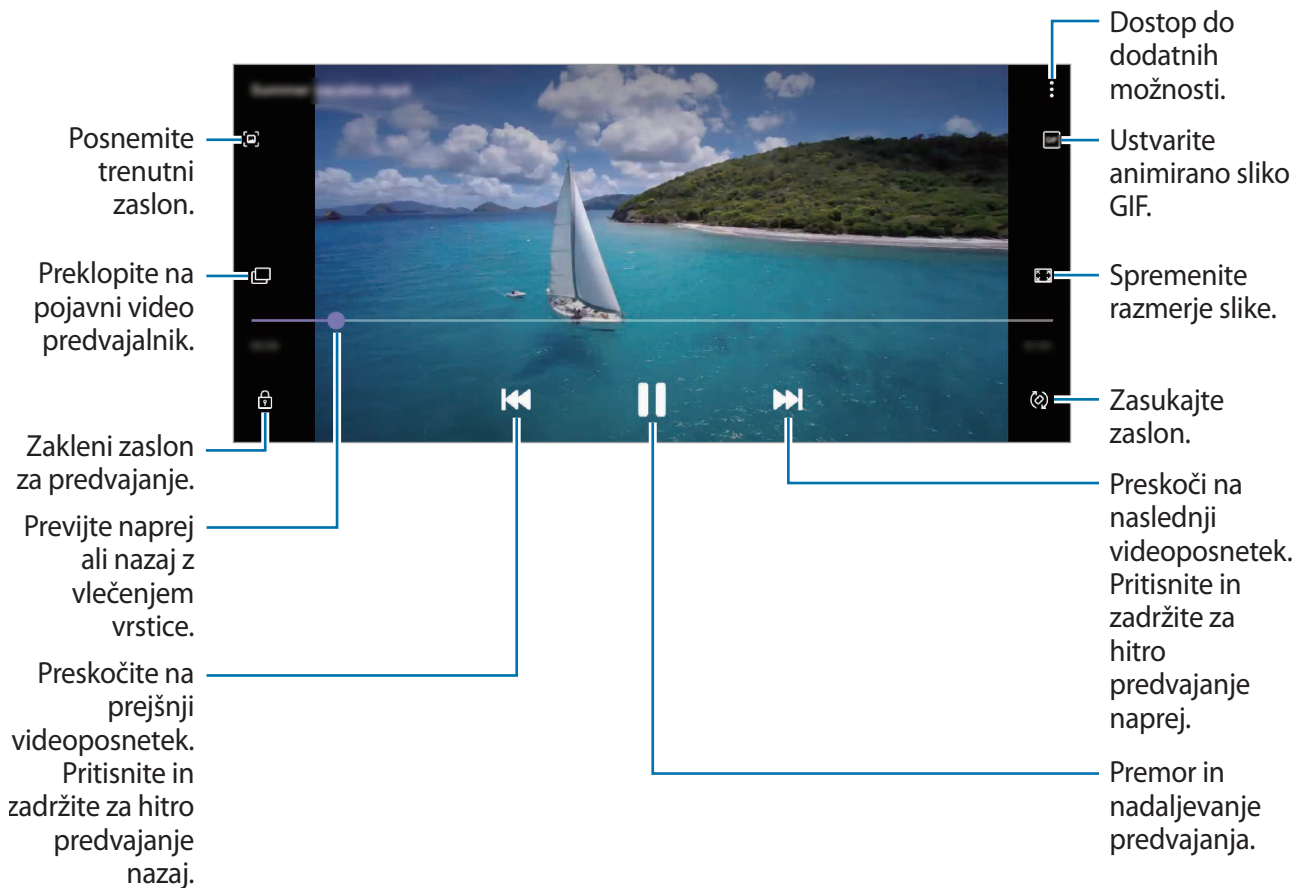 Dostop do
dodatnih
možnosti.
Posnemite
trenutni
zaslon.
Ustvarite
animirano sliko
GIF.
Preklopite na
pojavni video
predvajalnik.
Spremenite
razmerje slike.
Zakleni zaslon
za predvajanje.
Zasukajte
zaslon.
Previjte naprej
ali nazaj z
vlečenjem
vrstice.
Preskoči na
naslednji
videoposnetek.
Pritisnite in
zadržite za
hitro
predvajanje
naprej.
Preskočite na
prejšnji
videoposnetek.
Pritisnite in
zadržite za hitro
predvajanje
nazaj.
Premor in
nadaljevanje
predvajanja.